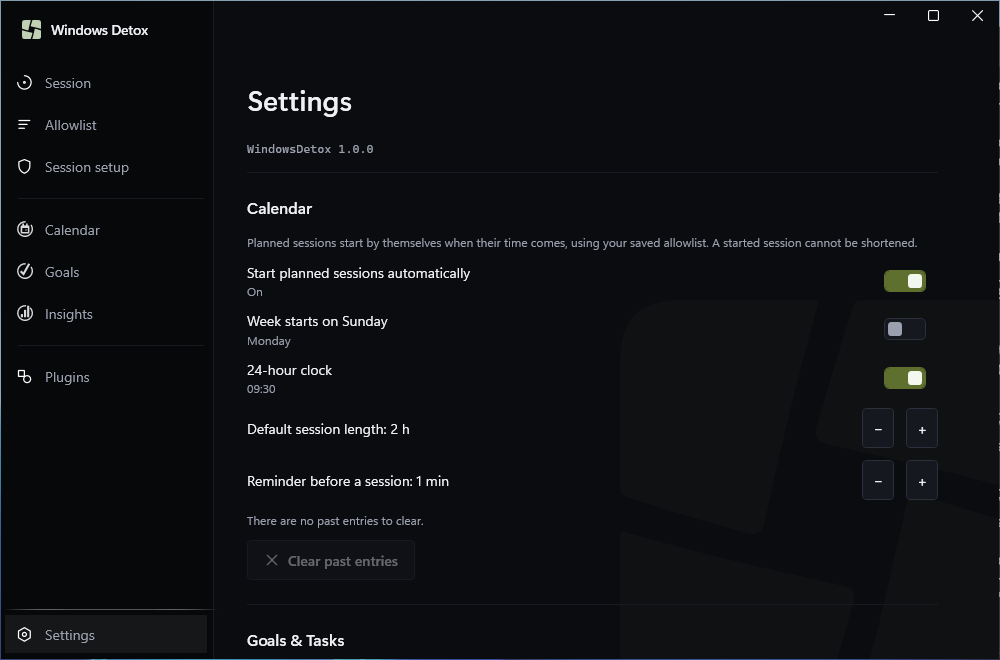 Windows Detox
Session
Allowlist
Session setup
Calendar
Goals
Insights
Plugins
Settings
Settings
WindowsDetox 1.0.0
Calendar
Planned sessions start by themselves when their time comes, using your saved allowlist. A started session cannot be shortened.
Start planned sessions automatically
On
Week starts on Sunday
Monday
24-hour clock
09:30
Default session length: 2 h
− +
Reminder before a session: 1 min
− +
There are no past entries to clear.
Clear past entries
Goals & Tasks